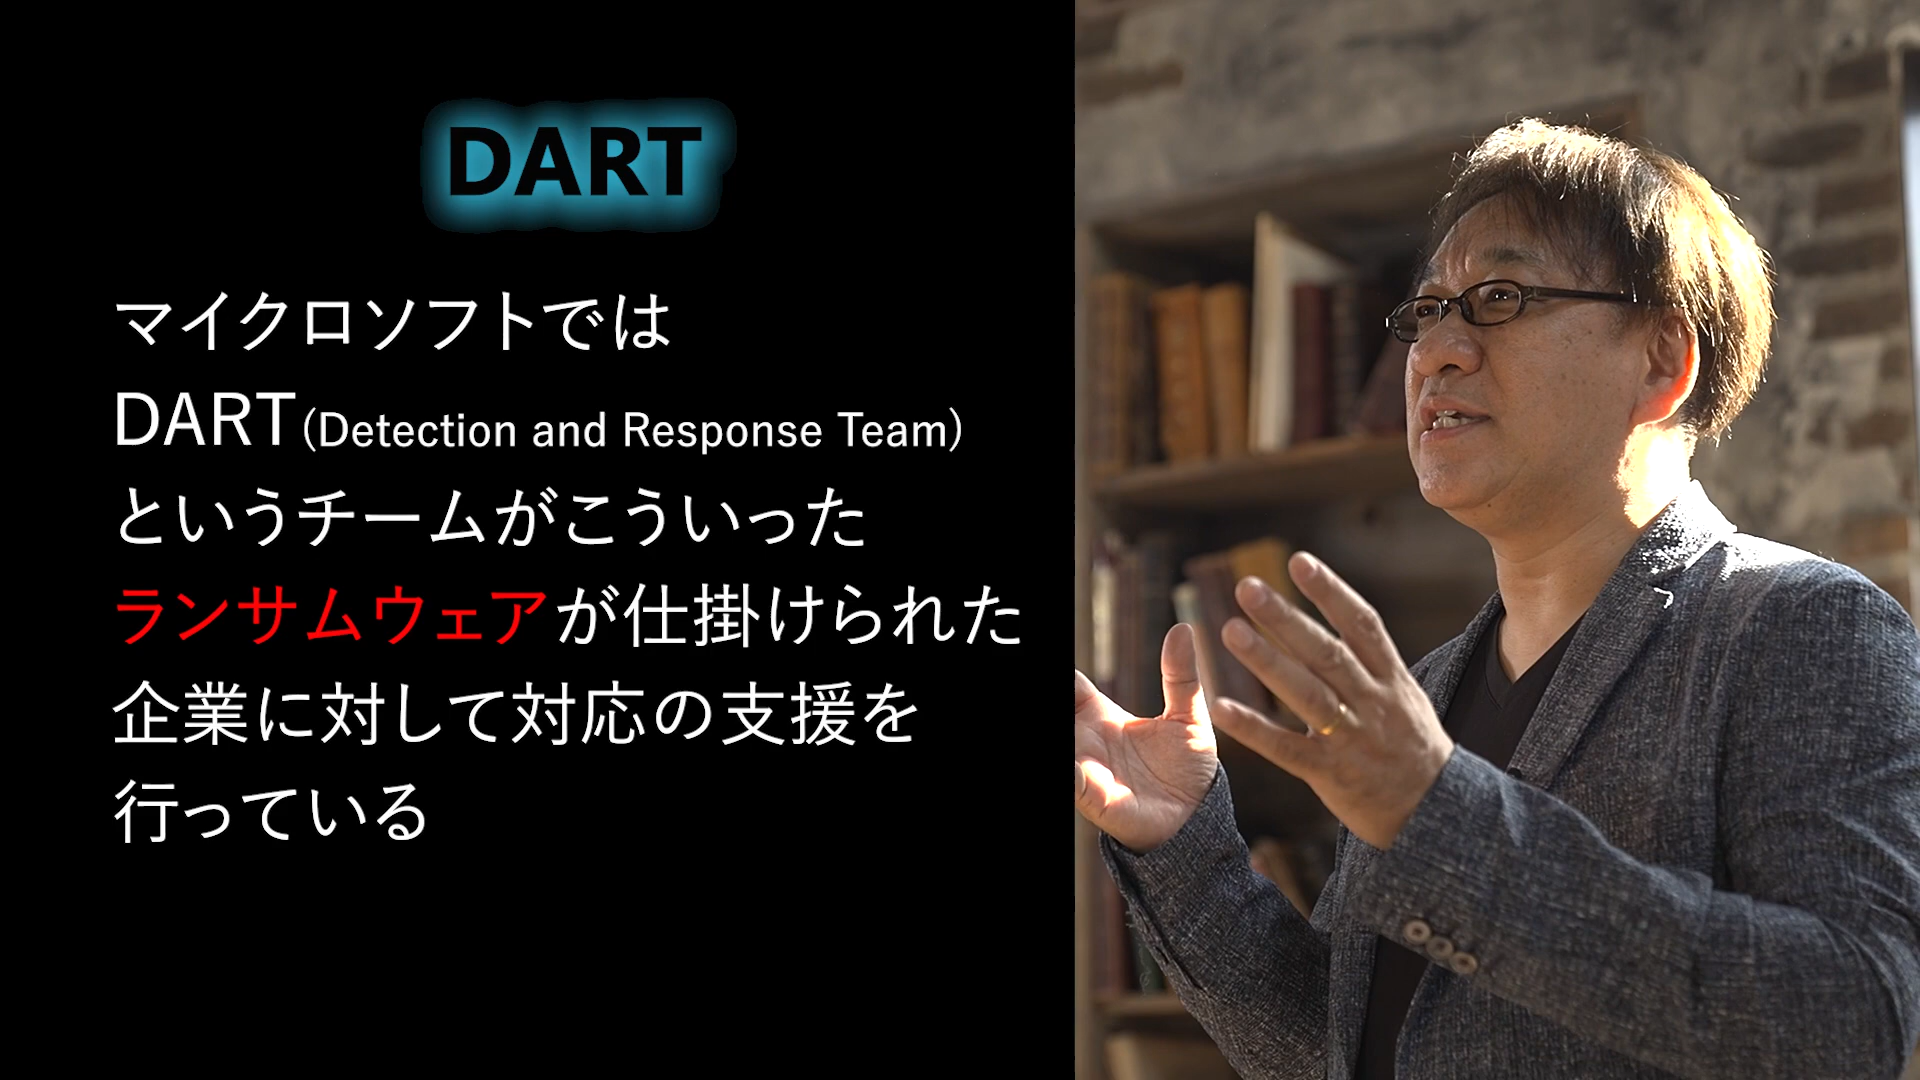 DART
マイクロソフトでは
DART(Detection and Response Team)
というチームがこういった
ランサムウェアが仕掛けられた
企業に対して対応の支援を
行っている